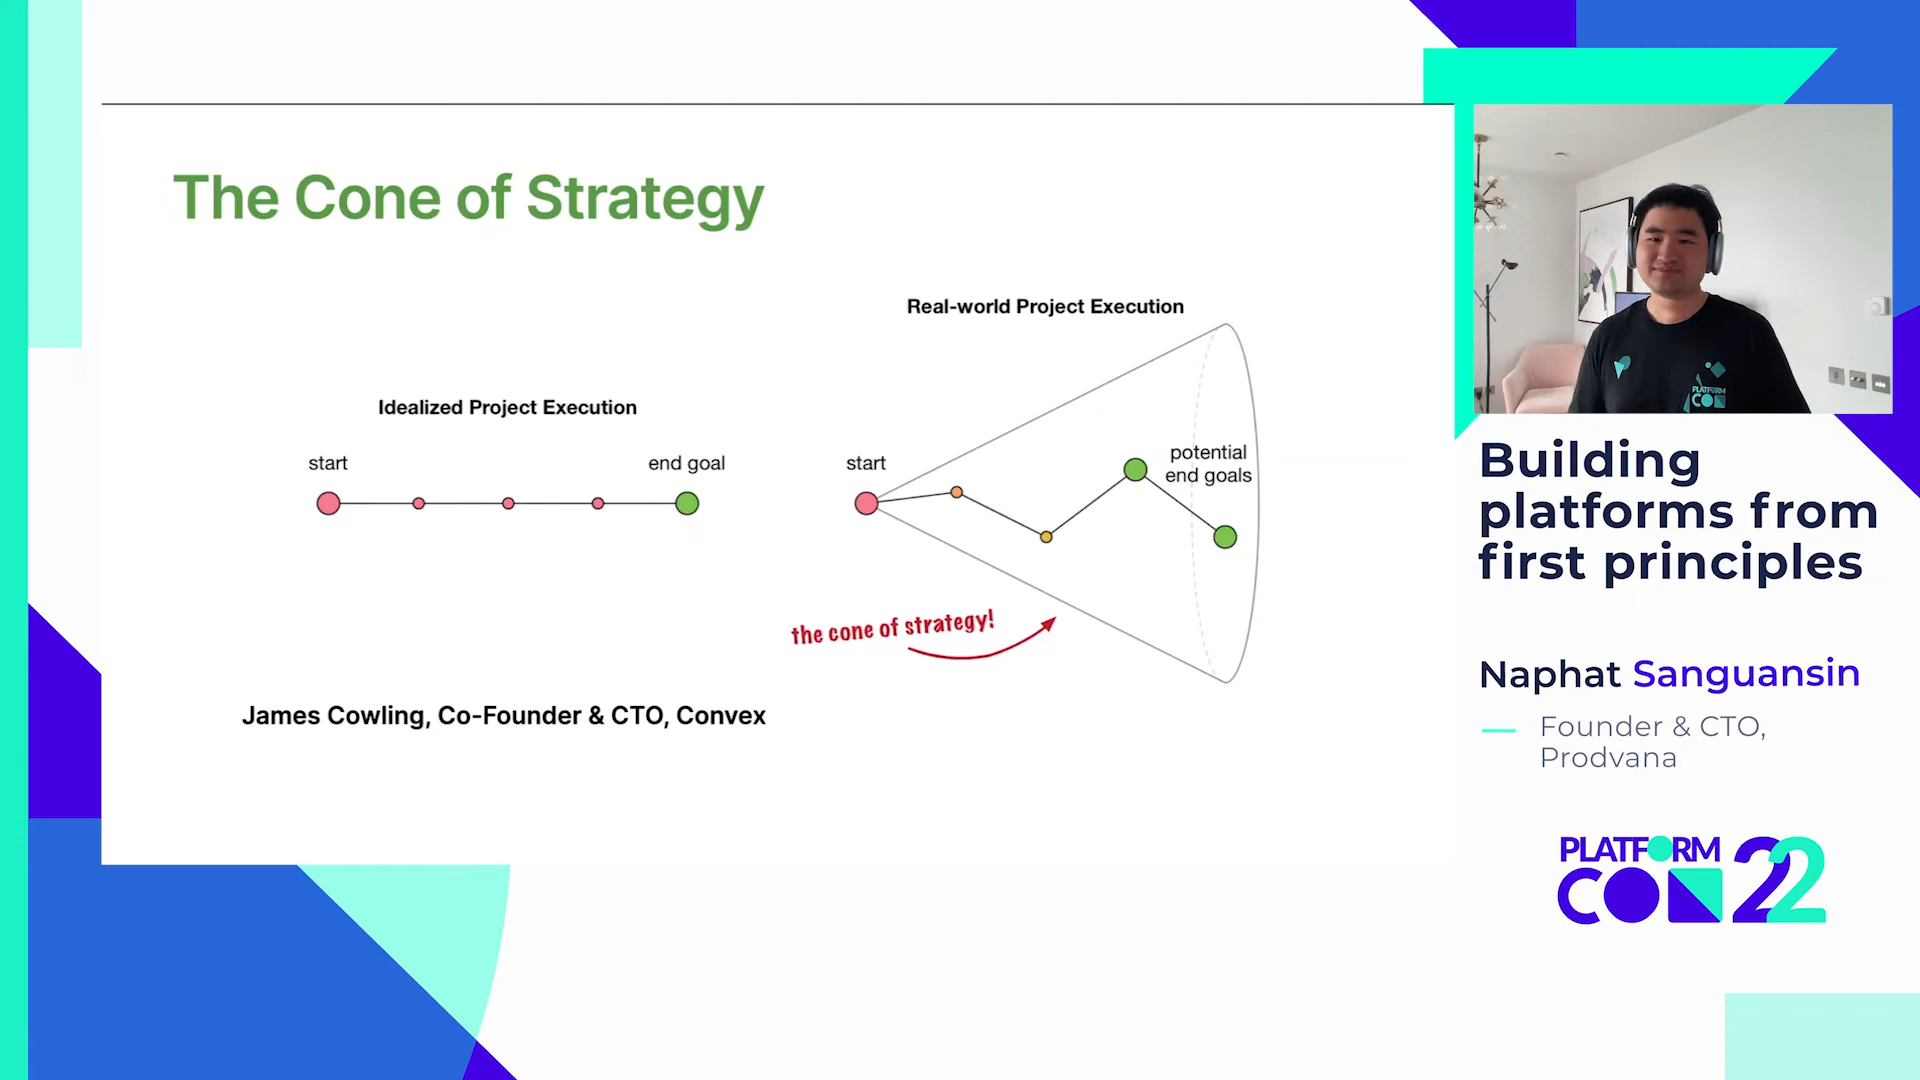 The Cone of Strategy
Idealized Project Execution
start
end goal
Real-world Project Execution
start
potential
end goals
the cone of strategy!
James Cowling, Co-Founder & CTO, Convex
PLATFORM
CON
Building
platforms from
first principles
Naphat Sanguansin
Founder & CTO,
Prodvana
PLATFORM
CON 22